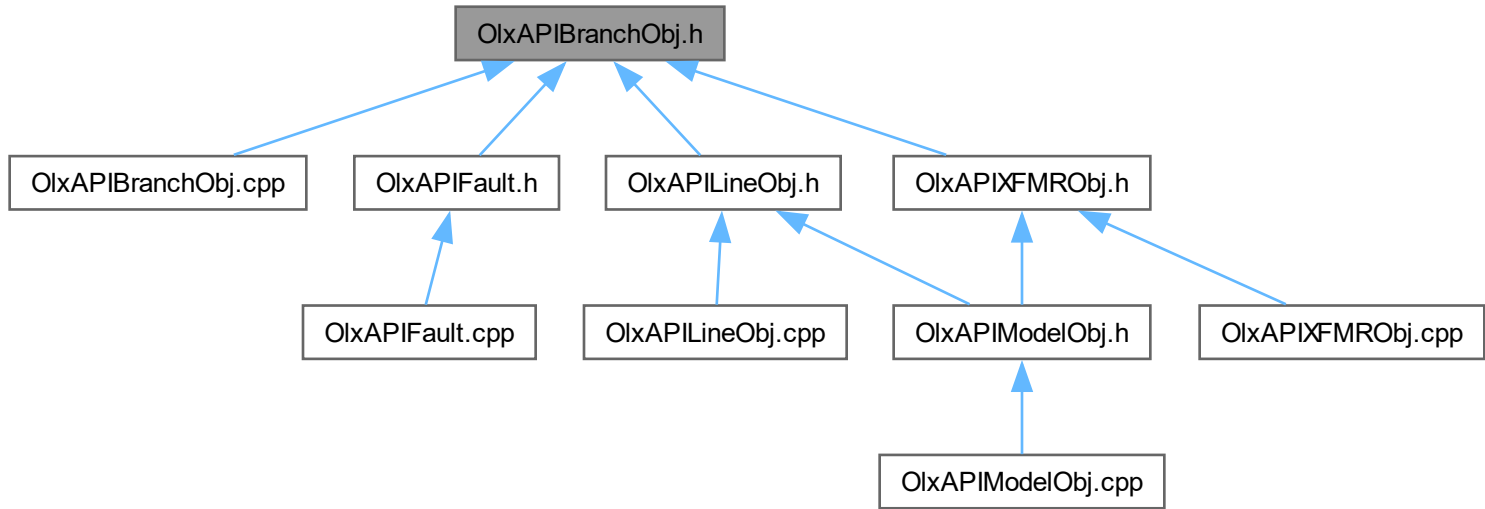 OlxAPIBranchObj.h
OlxAPIBranchObj.cpp
OlxAPIFault.h
OlxAPILineObj.h
OlxAPIXFMRObj.h
OlxAPIFault.cpp
OlxAPILineObj.cpp
OlxAPIModelObj.h
OlxAPIXFMRObj.cpp
OlxAPIModelObj.cpp